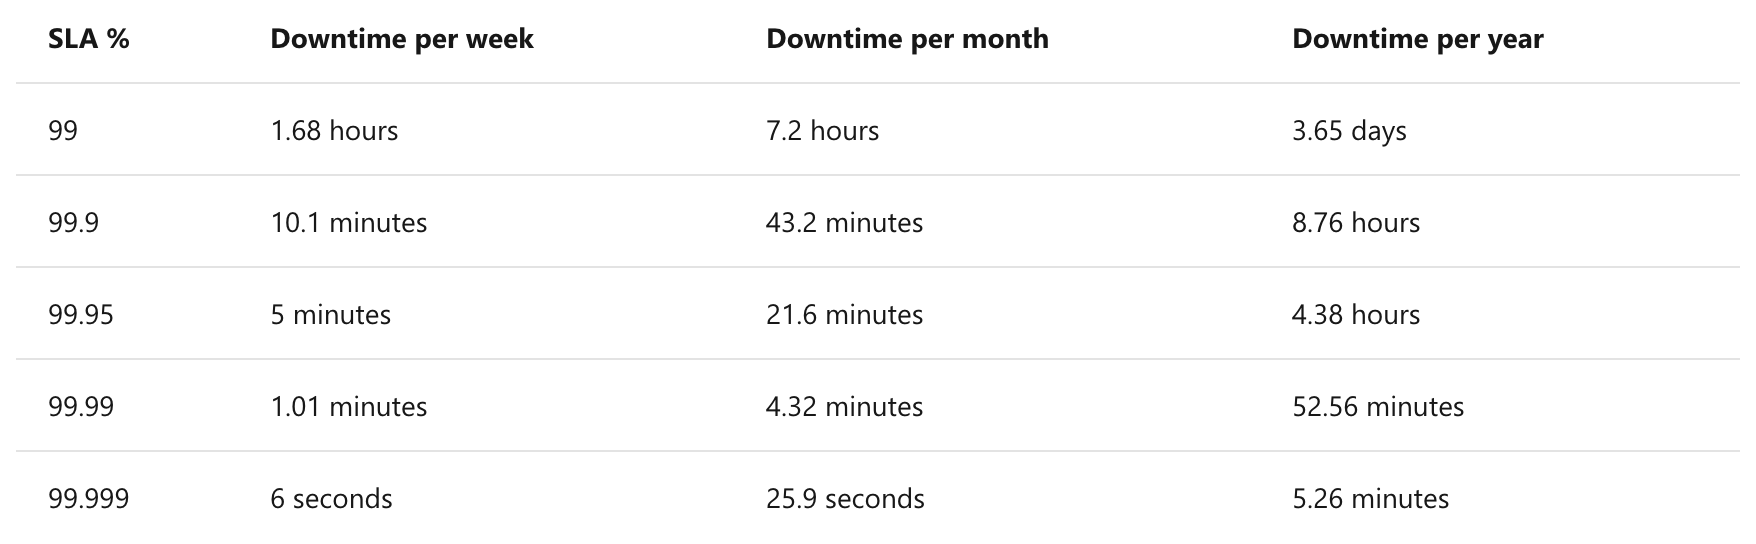 SLA % Downtime per week Downtime per month Downtime per year
99 1.68 hours 7.2 hours 3.65 days
99.9 10.1 minutes 43.2 minutes 8.76 hours
99.95 5 minutes 21.6 minutes 4.38 hours
99.99 1.01 minutes 4.32 minutes 52.56 minutes
99.999 6 seconds 25.9 seconds 5.26 minutes